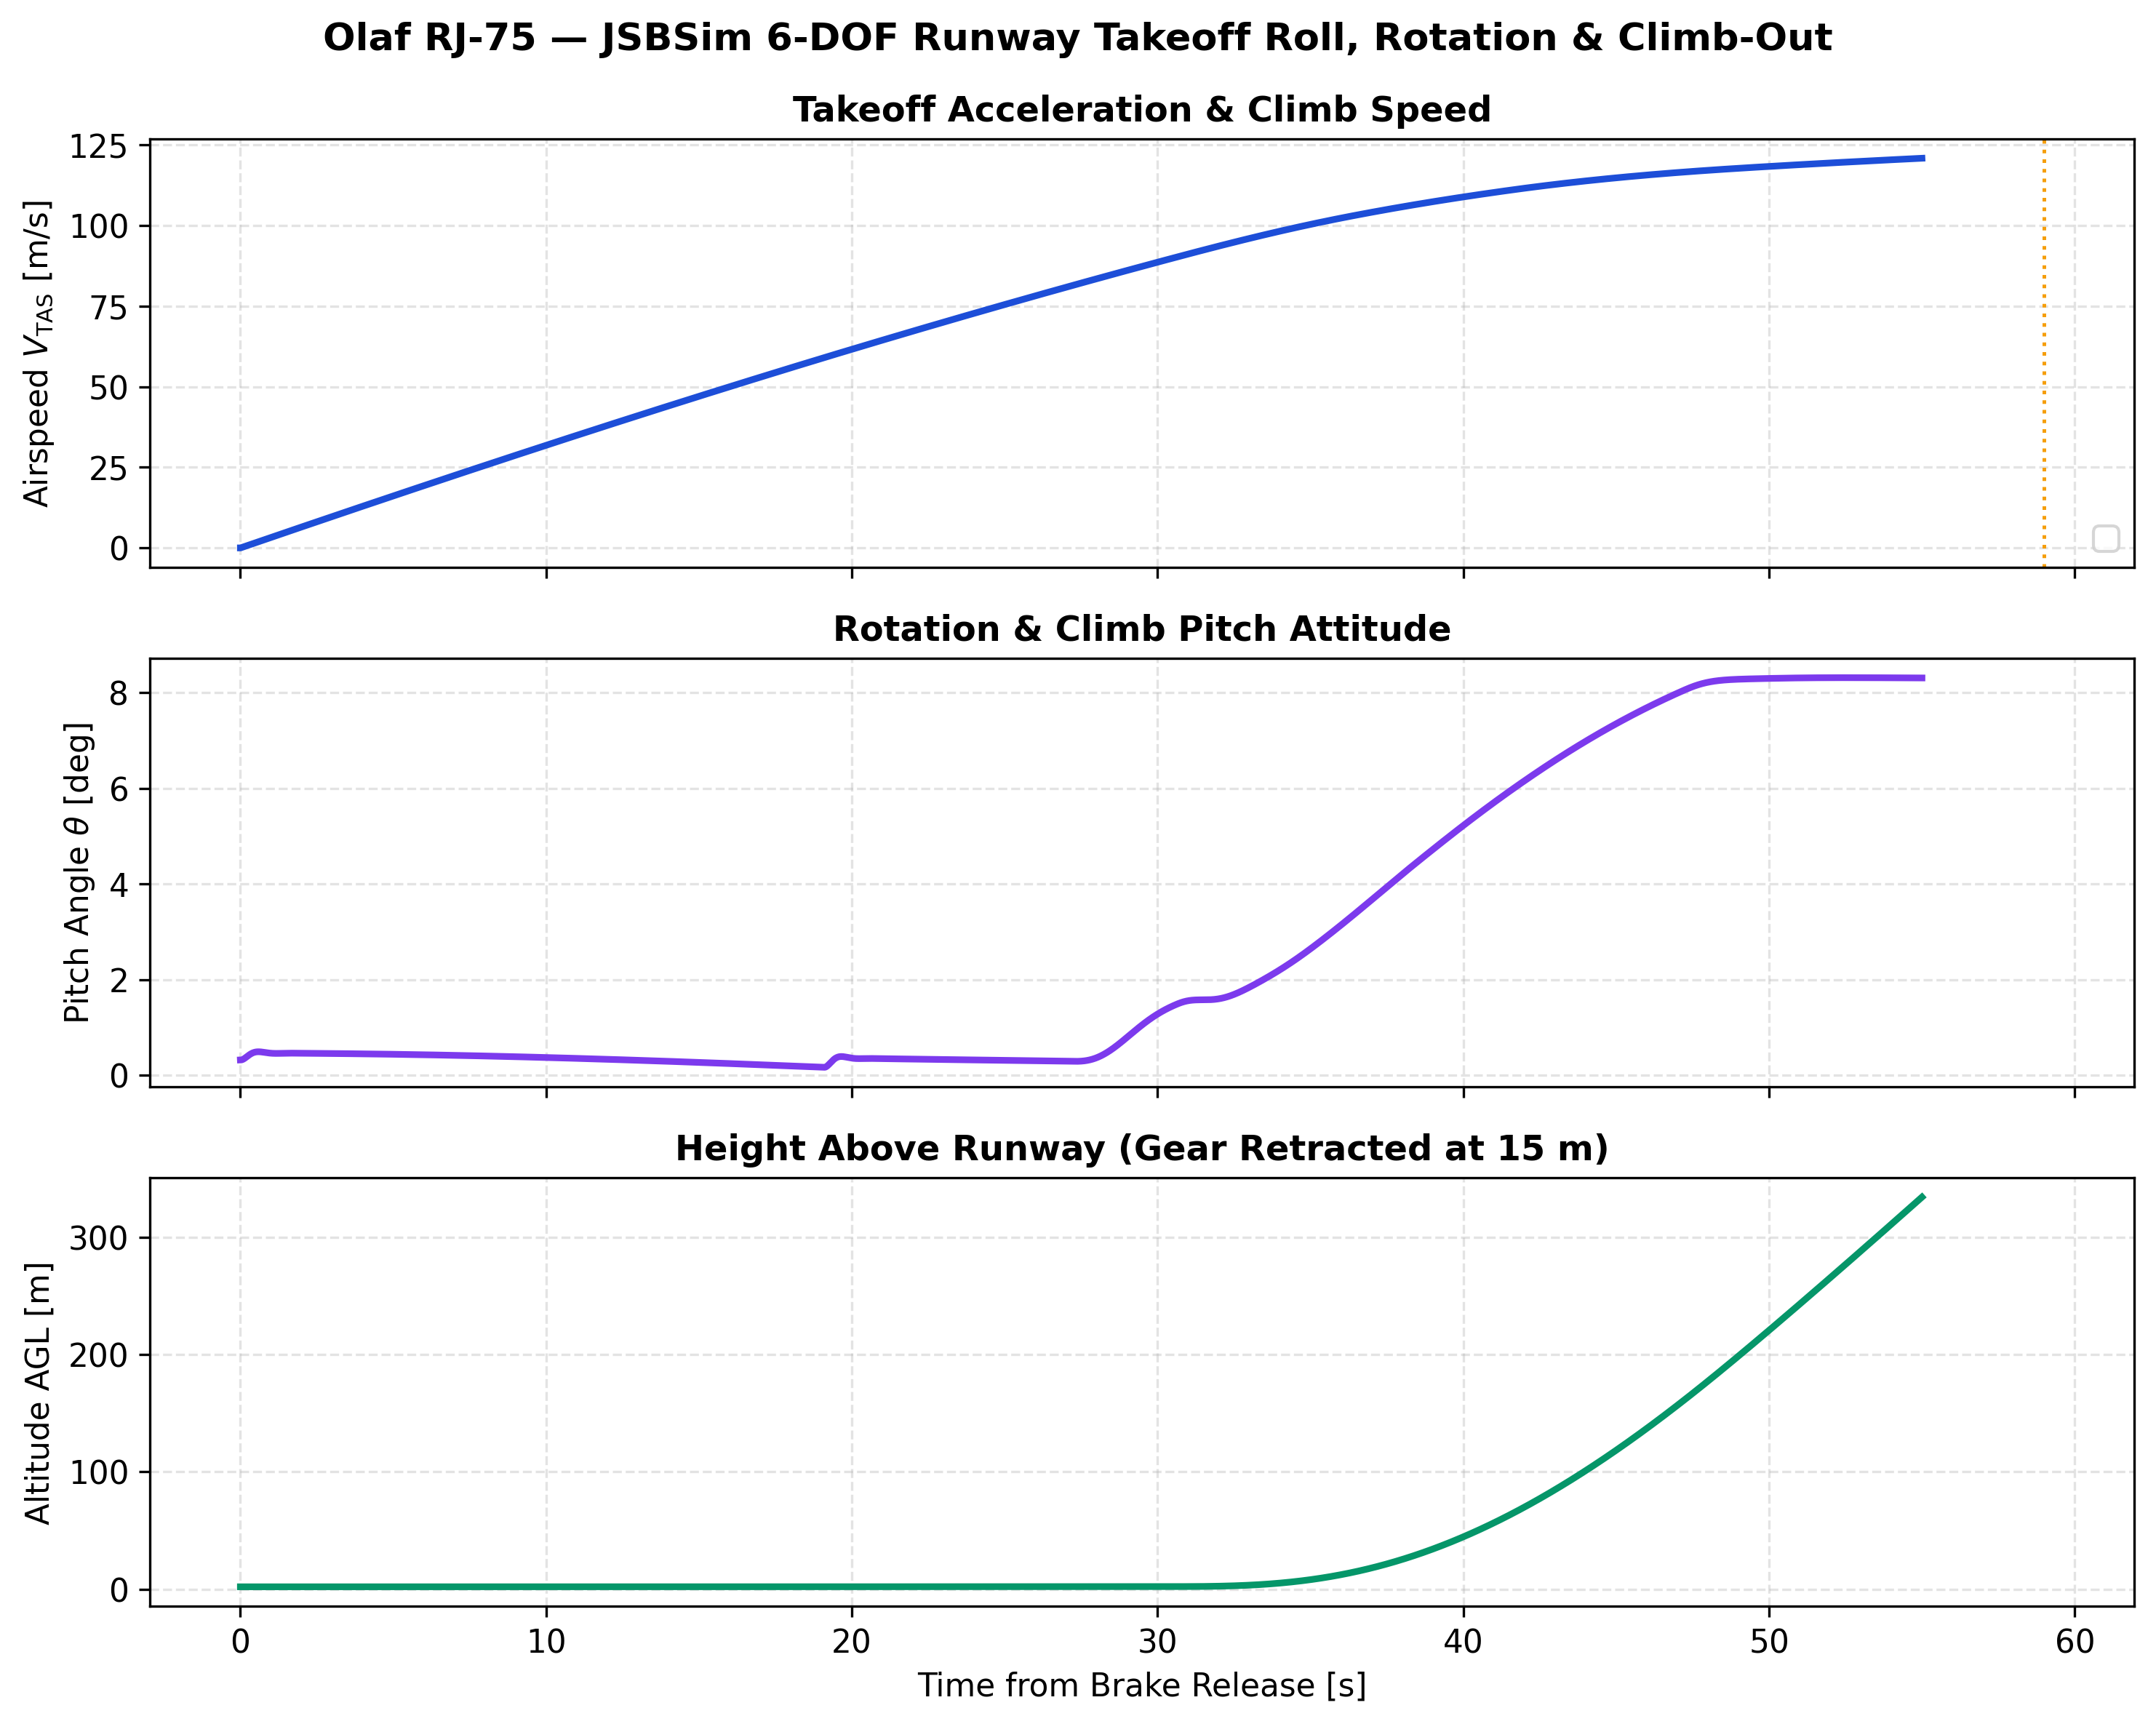 Olaf RJ-75 — JSBSim 6-DOF Runway Takeoff Roll, Rotation & Climb-Out
Takeoff Acceleration & Climb Speed
Airspeed V_TAS [m/s]
125
100
75
50
25
0
Rotation & Climb Pitch Attitude
Pitch Angle θ [deg]
8
6
4
2
0
Height Above Runway (Gear Retracted at 15 m)
Altitude AGL [m]
300
200
100
0
0 10 20 30 40 50 60
Time from Brake Release [s]